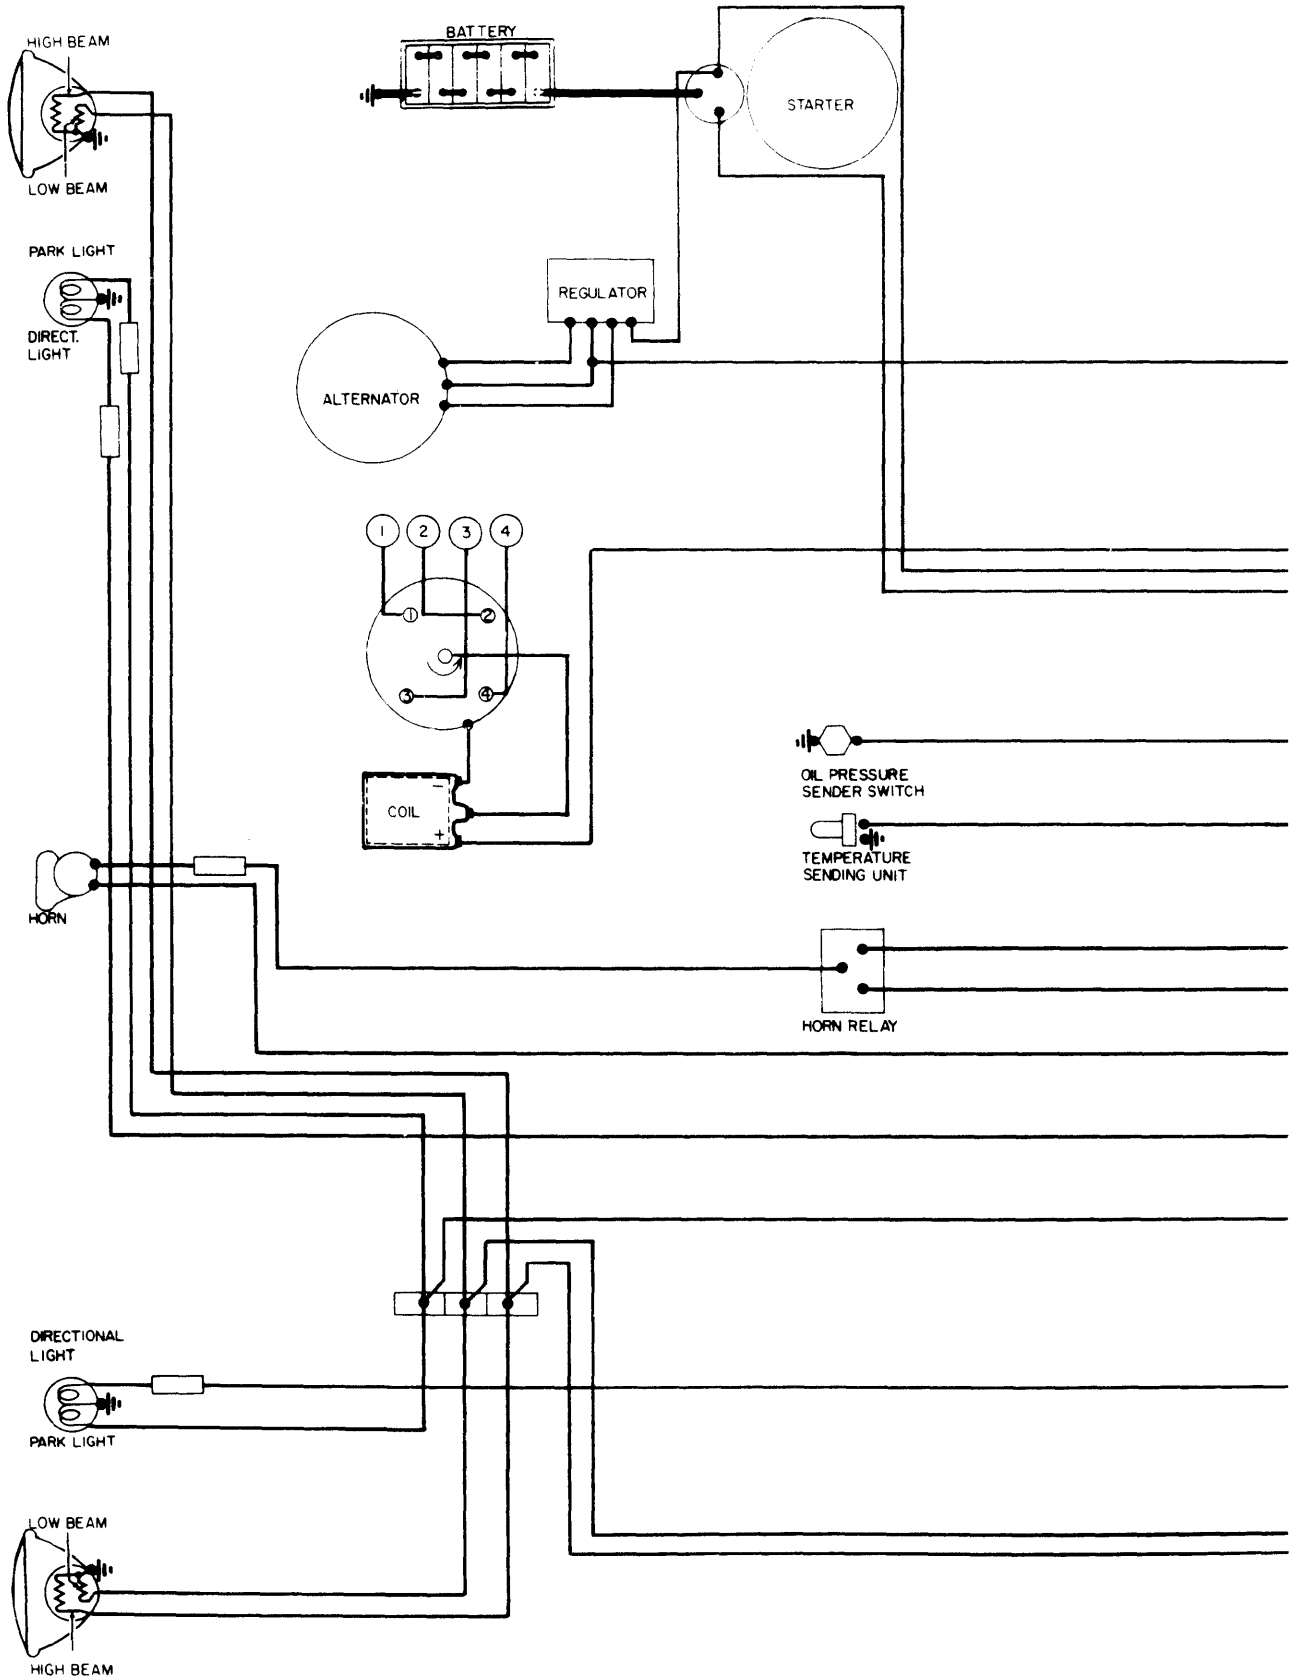 HIGH BEAM
BATTERY
STARTER
LOW BEAM
PARK LIGHT
REGULATOR
DIRECT.
LIGHT
ALTERNATOR
1 2 3 4
1 2
3 4
OIL PRESSURE
SENDER SWITCH
-
COIL
+
TEMPERATURE
SENDING UNIT
HORN
HORN RELAY
DIRECTIONAL
LIGHT
PARK LIGHT
LOW BEAM
HIGH BEAM